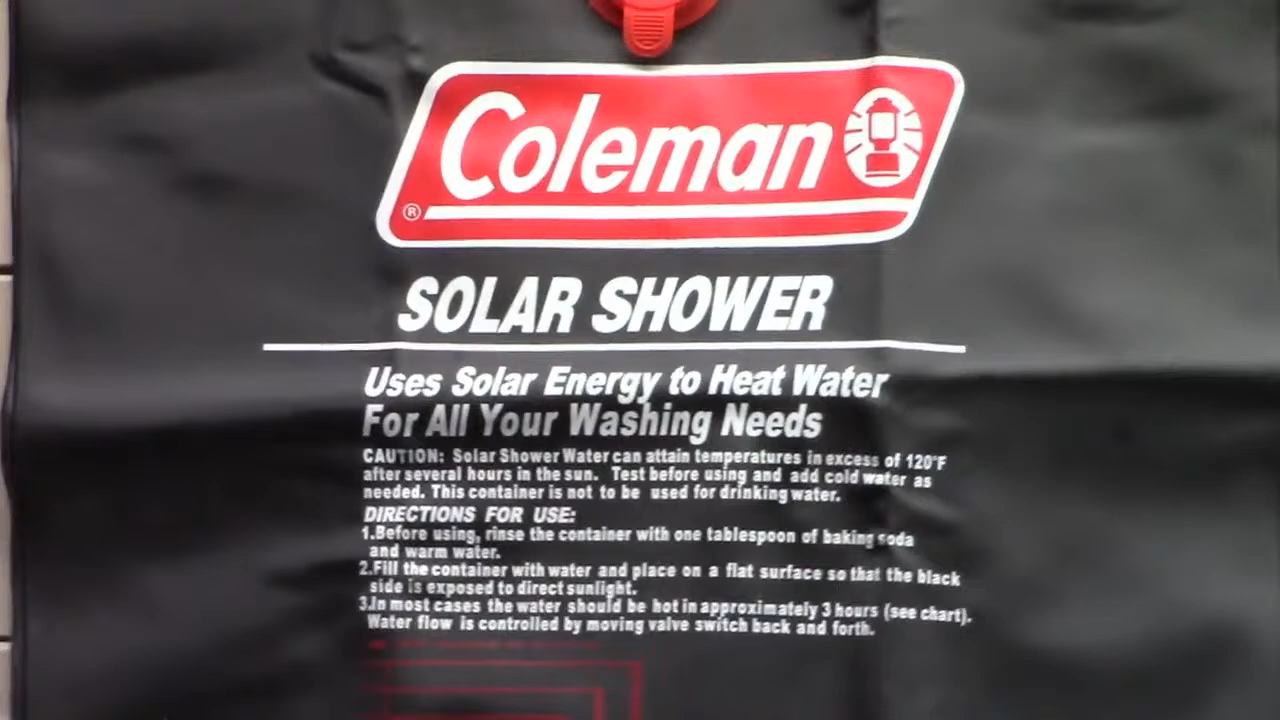 Coleman
®
SOLAR SHOWER
Uses Solar Energy to Heat Water
For All Your Washing Needs
CAUTION: Solar Shower Water can attain temperatures in excess of 120°F
after several hours in the sun. Test before using and add cold water as
needed. This container is not to be used for drinking water.
DIRECTIONS FOR USE:
1.Before using, rinse the container with one tablespoon of baking soda
and warm water.
2.Fill the container with water and place on a flat surface so that the black
side is exposed to direct sunlight.
3.In most cases the water should be hot in approximately 3 hours (see chart).
Water flow is controlled by moving valve switch back and forth.